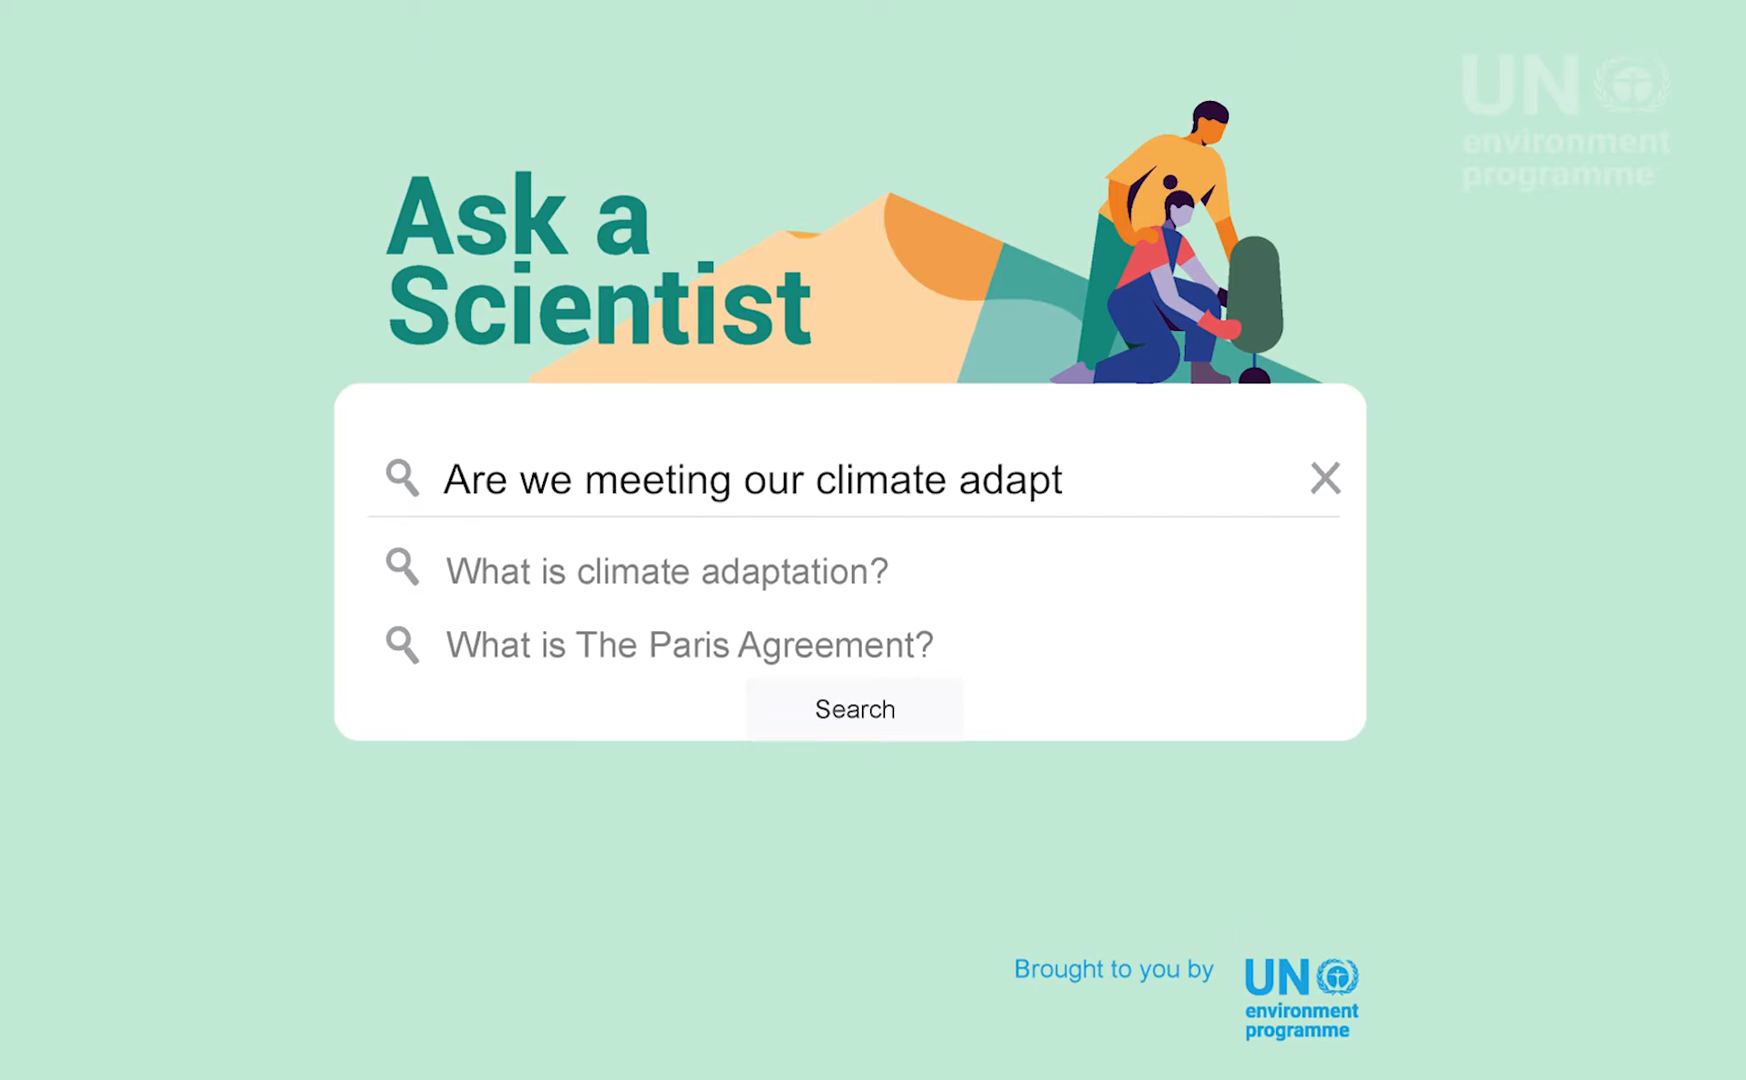 UN
environment
programme
Ask a
Scientist
Are we meeting our climate adapt
What is climate adaptation?
What is The Paris Agreement?
Search
Brought to you by
UN
environment
programme